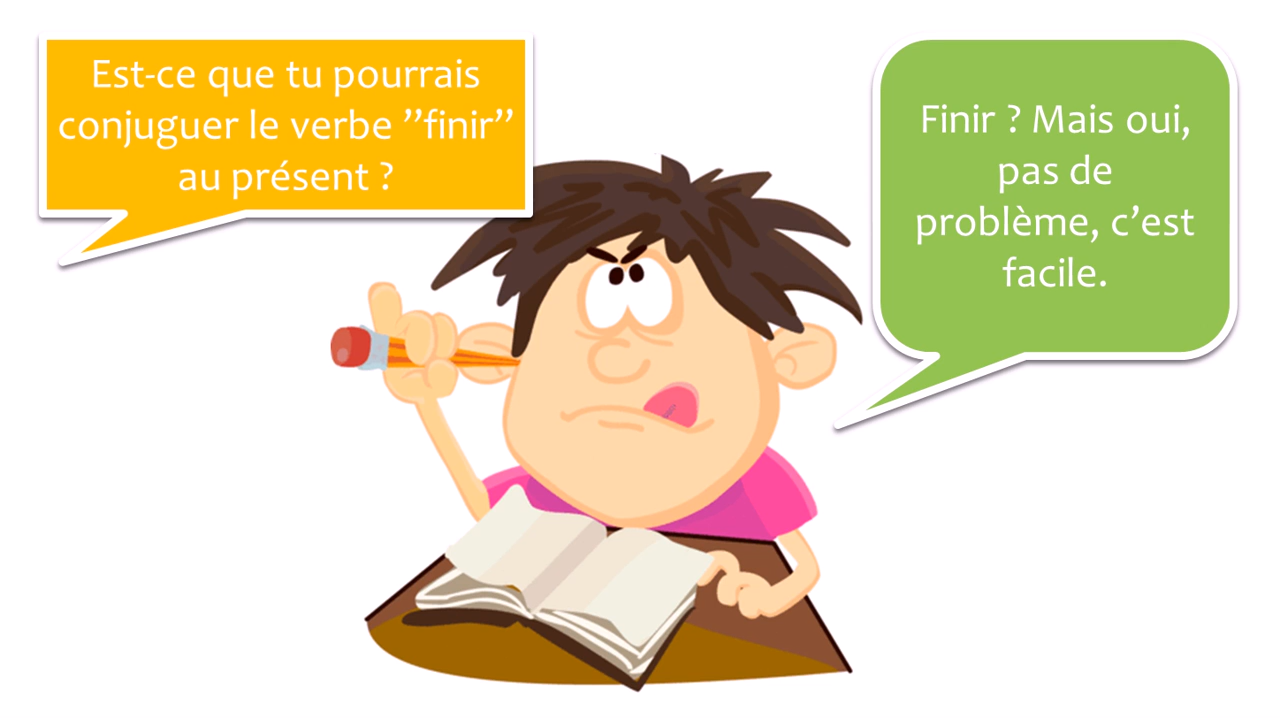 Est-ce que tu pourrais
conjuguer le verbe ”finir”
au présent ?
Finir ? Mais oui,
pas de
problème, c’est
facile.